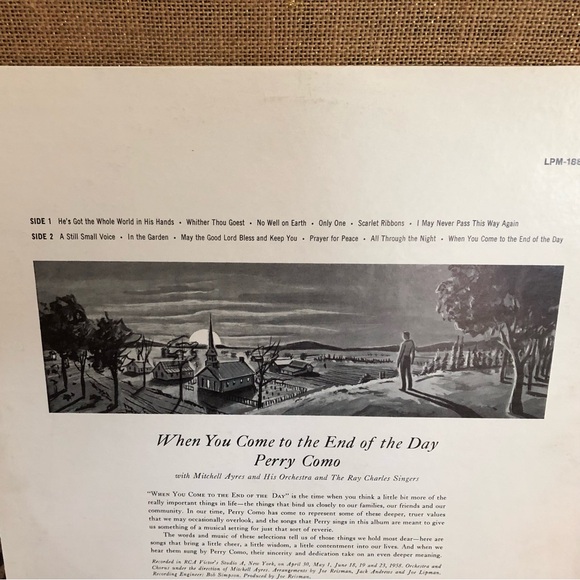 LPM-188
SIDE 1 He's Got the Whole World in His Hands • Whither Thou Goest • No Well on Earth • Only One • Scarlet Ribbons • I May Never Pass This Way Again
SIDE 2 A Still Small Voice • In the Garden • May the Good Lord Bless and Keep You • Prayer for Peace • All Through the Night • When You Come to the End of the Day
When You Come to the End of the Day
Perry Como
with Mitchell Ayres and His Orchestra and The Ray Charles Singers
"WHEN YOU COME TO THE END OF THE DAY" is the time when you think a little bit more of the
really important things in life—the things that bind us closely to our families, our friends and our
community. In our time, Perry Como has come to represent some of these deeper, truer values
that we may occasionally overlook, and the songs that Perry sings in this album are meant to give
us something of a musical setting for just that sort of reverie.
The words and music of these selections tell us of those things we hold most dear—here are
songs that bring a little cheer, a little wisdom, a little contentment into our lives. And when we
hear them sung by Perry Como, their sincerity and dedication take on an even deeper meaning.
Recorded in RCA Victor's Studio A, New York, on April 30, May 1, June 18, 19 and 23, 1958. Orchestra and
Chorus under the direction of Mitchell Ayres. Arrangements by Joe Reisman, Jack Andrews and Joe Lipman.
Recording Engineer: Bob Simpson. Produced by Joe Reisman.